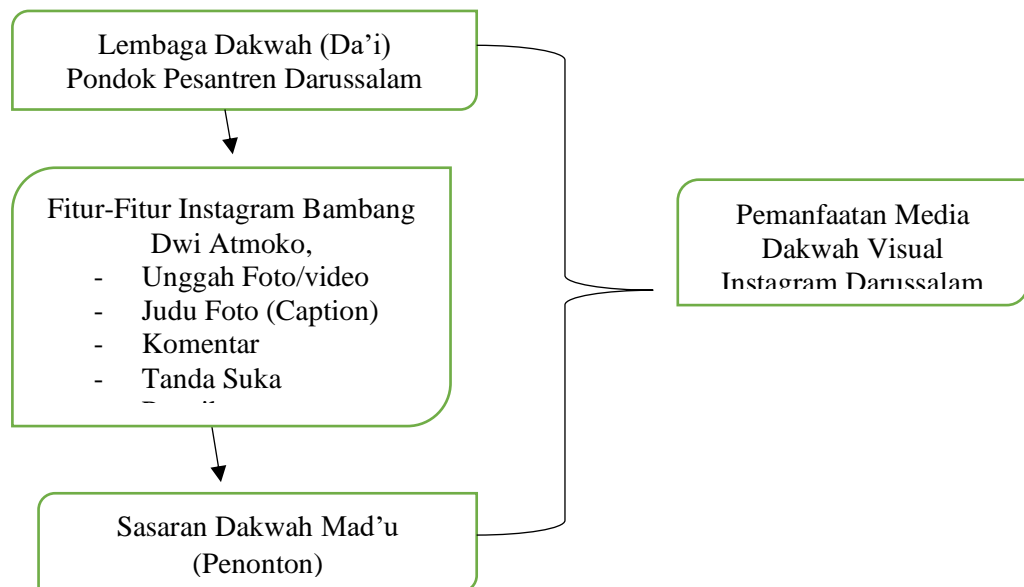 Lembaga Dakwah (Da’i)
Pondok Pesantren Darussalam
Fitur-Fitur Instagram Bambang
Dwi Atmoko,
- Unggah Foto/video
- Judu Foto (Caption)
- Komentar
- Tanda Suka
Sasaran Dakwah Mad’u
(Penonton)
Pemanfaatan Media
Dakwah Visual
Instagram Darussalam